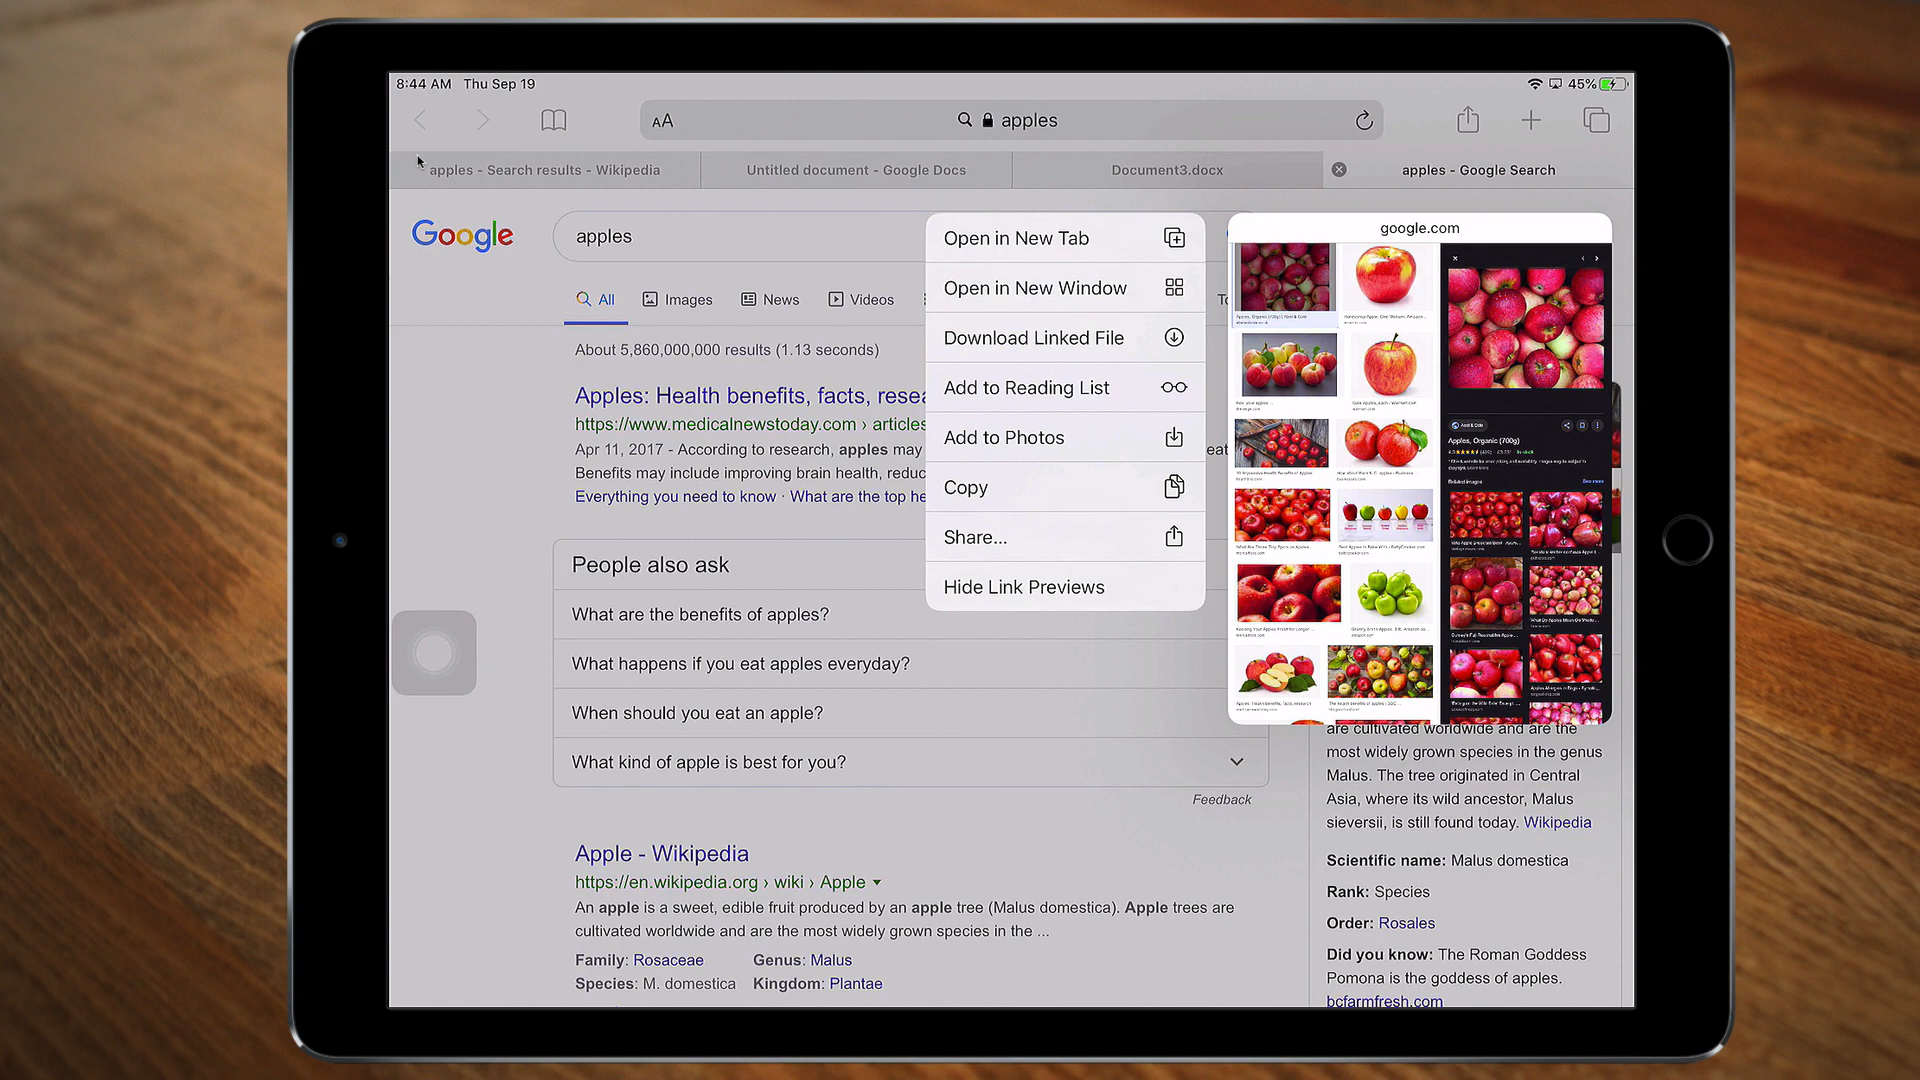 8:44 AM Thu Sep 19
45%
AA
apples
apples - Search results - Wikipedia
Untitled document - Google Docs
Document3.docx
apples - Google Search
Google
apples
All
Images
News
Videos
About 5,860,000,000 results (1.13 seconds)
Apples: Health benefits, facts,
https://www.medicalnewstoday.com › articles
Apr 11, 2017 - According to research, apples may
eat
Benefits may include improving brain health,
Everything you need to know · What are the top
People also ask
What are the benefits of apples?
What happens if you eat apples everyday?
When should you eat an apple?
What kind of apple is best for you?
Feedback
Apple - Wikipedia
https://en.wikipedia.org › wiki › Apple
An apple is a sweet, edible fruit produced by an apple tree (Malus domestica). Apple trees are
cultivated worldwide and are the most widely grown species in the ...
Family: Rosaceae Genus: Malus
Species: M. domestica Kingdom: Plantae
Open in New Tab
Open in New Window
Download Linked File
Add to Reading List
Add to Photos
Copy
Share...
Hide Link Previews
google.com
Apples, Organic (700g)
Related images
See more
are cultivated worldwide and are the
most widely grown species in the genus
Malus. The tree originated in Central
Asia, where its wild ancestor, Malus
sieversii, is still found today. Wikipedia
Scientific name: Malus domestica
Rank: Species
Order: Rosales
Did you know: The Roman Goddess
Pomona is the goddess of apples.
bcfarmfresh.com